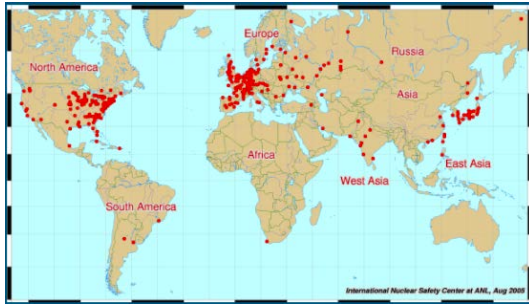 Europe
North America
Russia
Asia
Africa
East Asia
West Asia
South America
International Nuclear Safety Center at ANL, Aug 2005